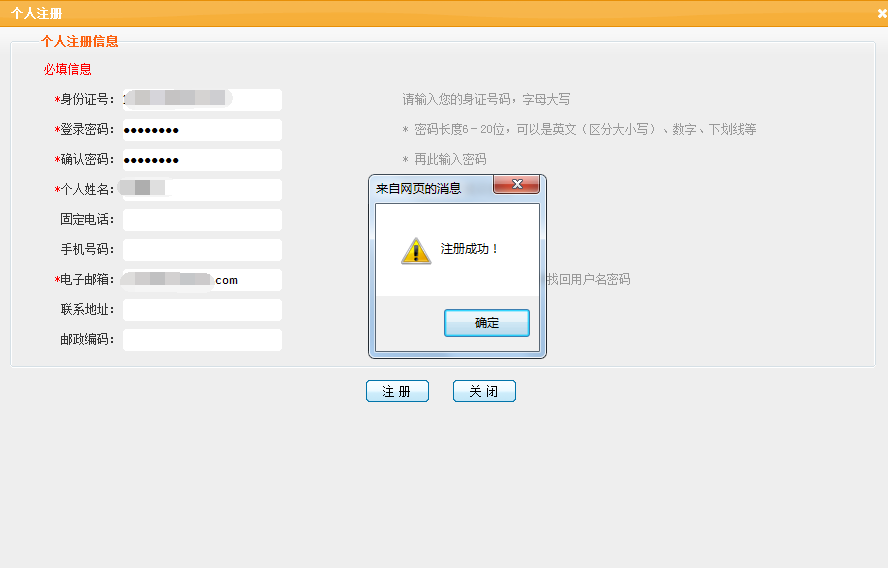 个人注册
个人注册信息
必填信息
*身份证号： 请输入您的身证号码，字母大写
*登录密码： ●●●●●●●● * 密码长度6－20位，可以是英文（区分大小写）、数字、下划线等
*确认密码： ●●●●●●●● * 再此输入密码
*个人姓名：
来自网页的消息
固定电话：
手机号码：
注册成功！
*电子邮箱： com 找回用户名密码
联系地址：
确定
邮政编码：
注 册 关 闭